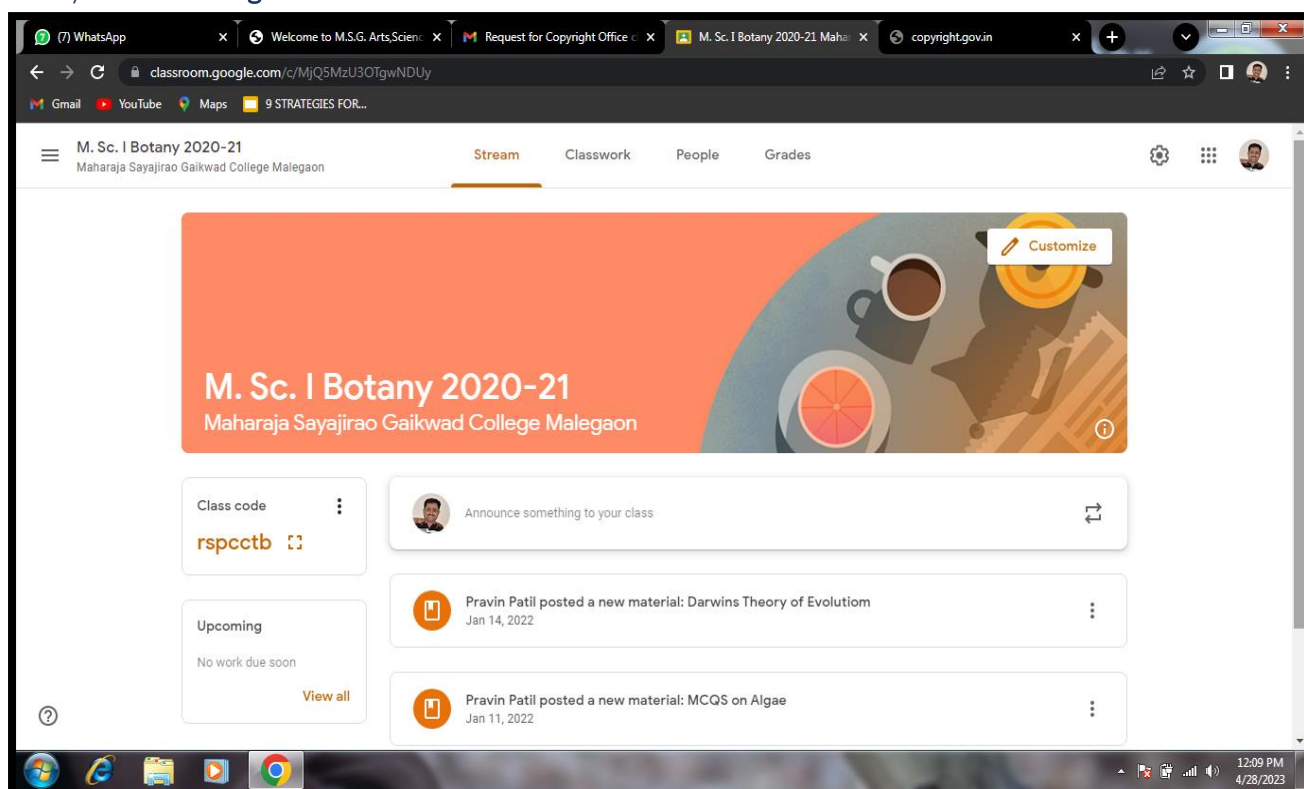 (7) WhatsApp
Welcome to M.S.G. Arts,Scienc
Request for Copyright Office cl
M. Sc. I Botany 2020-21 Mahar
copyright.gov.in
classroom.google.com/c/MjQ5MzU3OTgwNDUy
Gmail YouTube Maps 9 STRATEGIES FOR...
M. Sc. I Botany 2020-21
Maharaja Sayajirao Gaikwad College Malegaon
Stream Classwork People Grades
Customize
M. Sc. I Botany 2020-21
Maharaja Sayajirao Gaikwad College Malegaon
Class code
rspcctb
Announce something to your class
Upcoming
No work due soon
View all
Pravin Patil posted a new material: Darwins Theory of Evolutiom
Jan 14, 2022
Pravin Patil posted a new material: MCQS on Algae
Jan 11, 2022
12:09 PM
4/28/2023